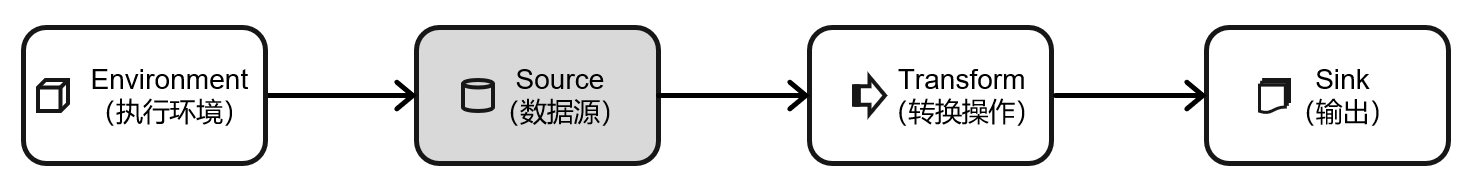 Environment
（执行环境）
Source
（数据源）
Transform
（转换操作）
Sink
（输出）